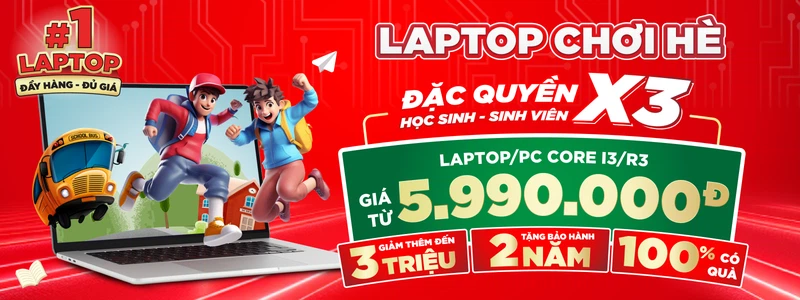 #1
LAPTOP
ĐẦY HÀNG - ĐỦ GIÁ
SCHOOL BUS
LAPTOP CHƠI HÈ
ĐẶC QUYỀN X3
HỌC SINH - SINH VIÊN
LAPTOP/PC CORE I3/R3
GIÁ TỪ 5.990.000Đ
GIẢM THÊM ĐẾN
3 TRIỆU
TẶNG BẢO HÀNH
2 NĂM
100% CÓ QUÀ